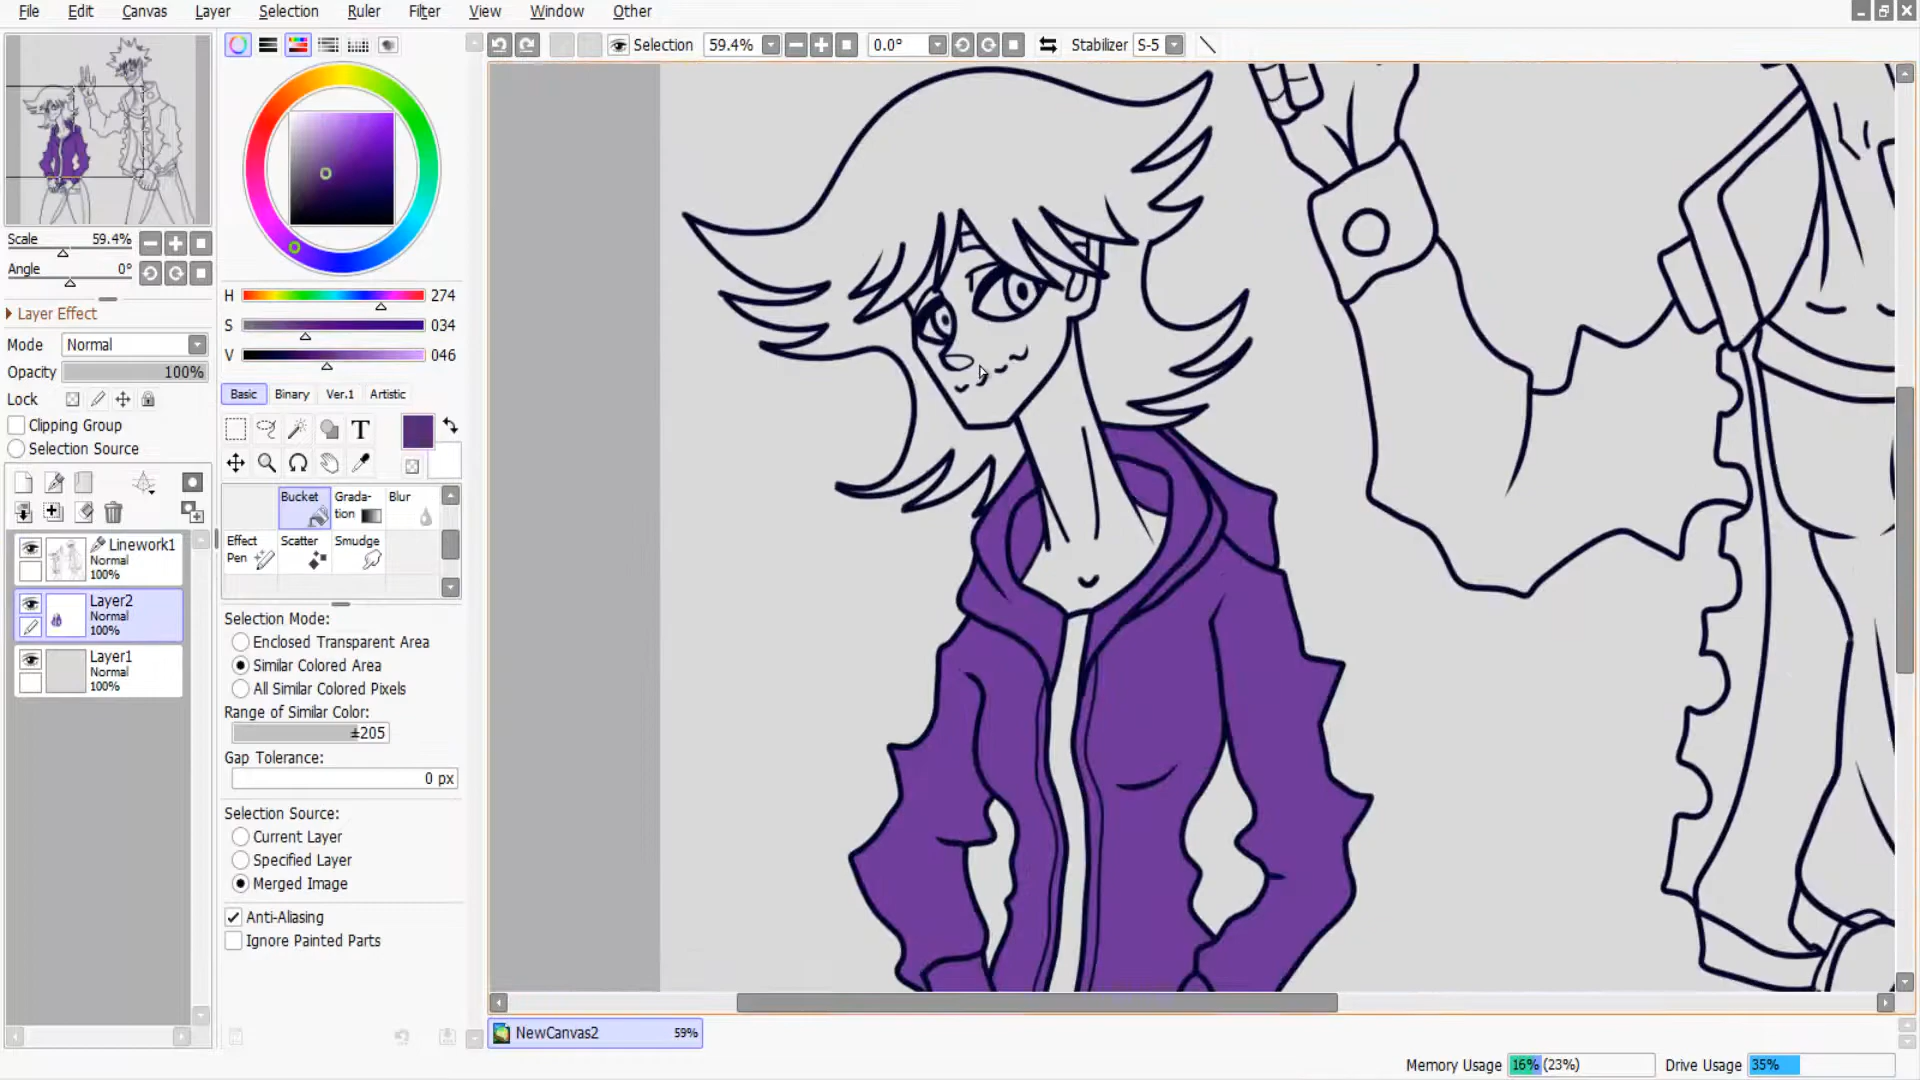 File Edit Canvas Layer Selection Ruler Filter View Window Other
Selection 59.4% 0.0° Stabilizer S-5
Scale 59.4%
Angle 0°
Layer Effect
Mode Normal
Opacity 100%
Lock
Clipping Group
Selection Source
Linework1
Normal
100%
Layer2
Normal
100%
Layer1
Normal
100%
H 274
S 034
V 046
Basic Binary Ver.1 Artistic
T
Bucket Grada-
tion Blur
Effect
Pen Scatter Smudge
Selection Mode:
Enclosed Transparent Area
Similar Colored Area
All Similar Colored Pixels
Range of Similar Color:
±205
Gap Tolerance:
0 px
Selection Source:
Current Layer
Specified Layer
Merged Image
Anti-Aliasing
Ignore Painted Parts
NewCanvas2 59%
Memory Usage 16% (23%) Drive Usage 35%